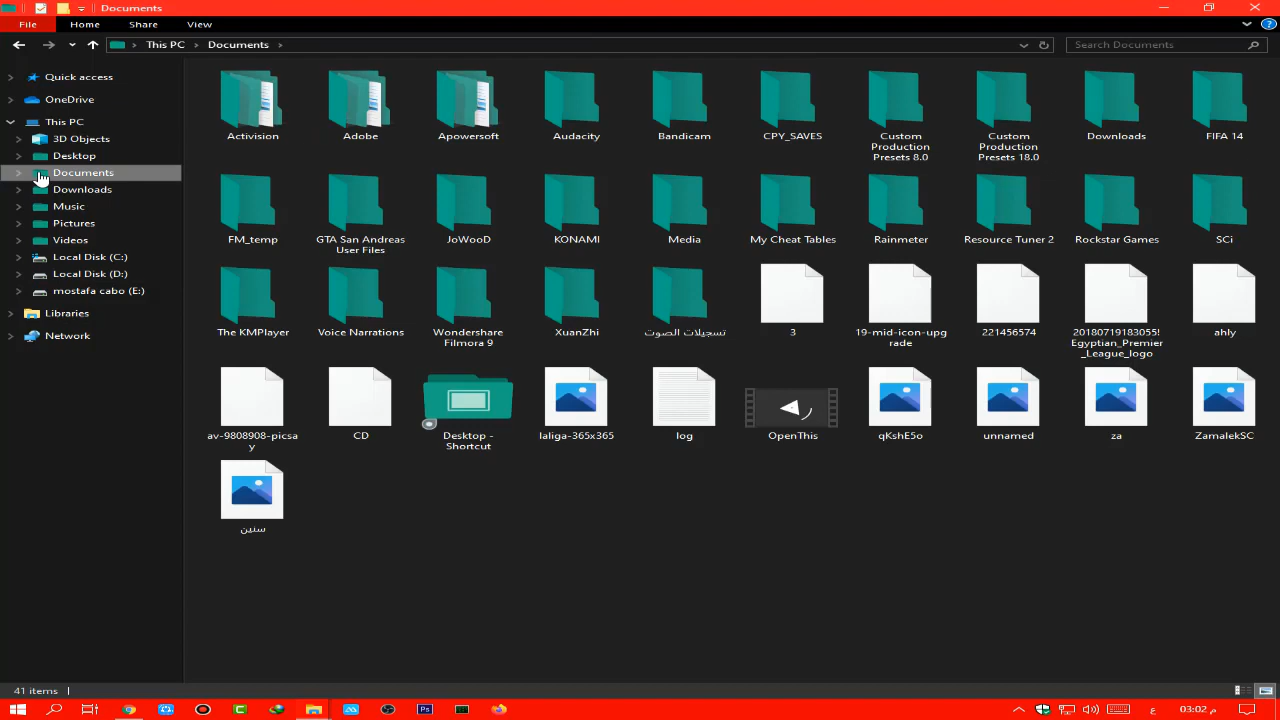 Documents
File Home Share View
This PC Documents
Search Documents
Quick access
OneDrive
This PC
3D Objects
Desktop
Documents
Downloads
Music
Pictures
Videos
Local Disk (C:)
Local Disk (D:)
mostafa cabo (E:)
Libraries
Network
Activision
Adobe
Apowersoft
Audacity
Bandicam
CPY_SAVES
Custom
Production
Presets 8.0
Custom
Production
Presets 18.0
Downloads
FIFA 14
FM_temp
GTA San Andreas
User Files
JoWooD
KONAMI
Media
My Cheat Tables
Rainmeter
Resource Tuner 2
Rockstar Games
SCi
The KMPlayer
Voice Narrations
Wondershare
Filmora 9
XuanZhi
تسجيلات الصوت
3
19-mid-icon-upg
rade
221456574
20180719183055!
Egyptian_Premier
_League_logo
ahly
av-9808908-picsa
y
CD
Desktop -
Shortcut
laliga-365x365
log
OpenThis
qKshE5o
unnamed
za
ZamalekSC
سنين
41 items
Ps
ع
03:02 م